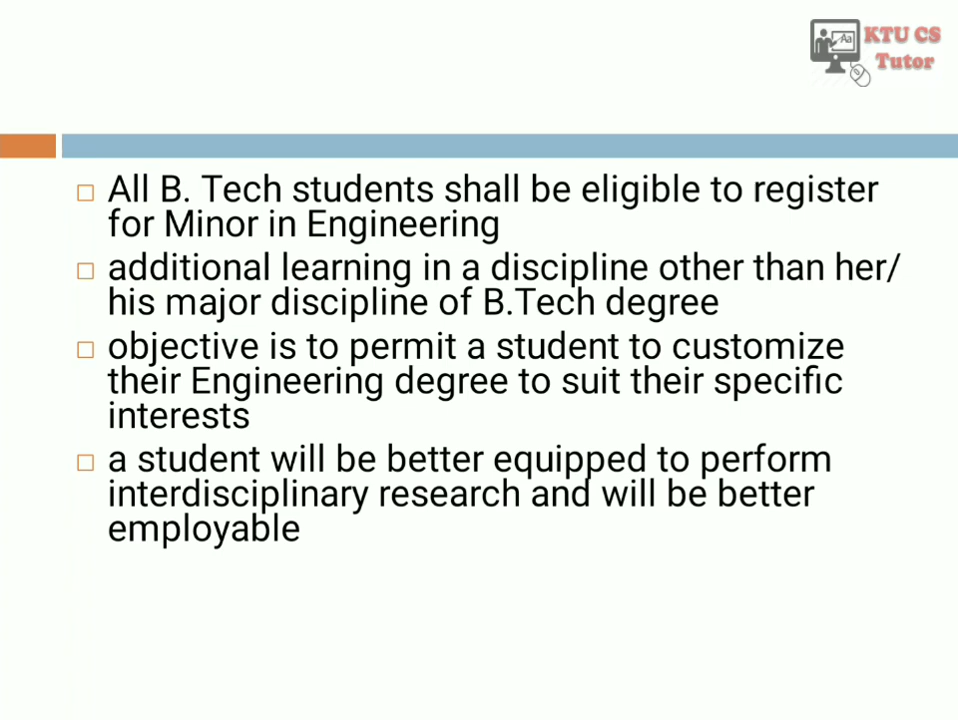 Aa
KTU CS
Tutor
All B. Tech students shall be eligible to register
for Minor in Engineering
additional learning in a discipline other than her/
his major discipline of B.Tech degree
objective is to permit a student to customize
their Engineering degree to suit their specific
interests
a student will be better equipped to perform
interdisciplinary research and will be better
employable